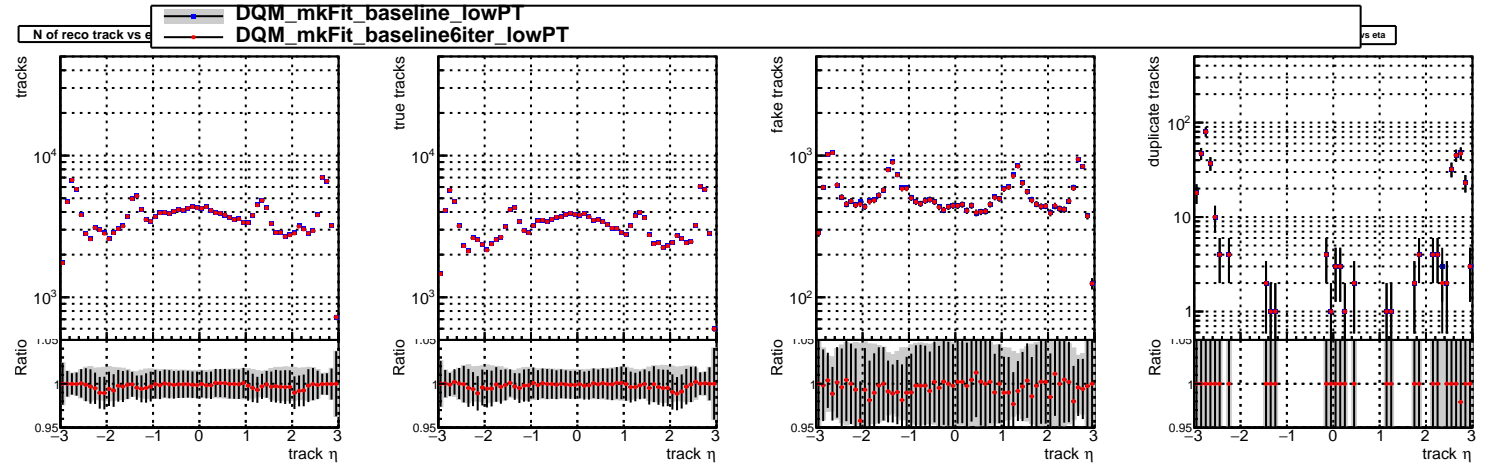 DQM_mkFit_baseline_lowPT
DQM_mkFit_baseline6iter_lowPT
N of reco track vs e
vs eta
tracks
10⁴
10³
Ratio
1.05
1
0.95
−3 −2 −1 0 1 2 3
track η
true tracks
10⁴
10³
Ratio
1.05
1
0.95
−3 −2 −1 0 1 2 3
track η
fake tracks
10³
10²
Ratio
1.05
1
0.95
−3 −2 −1 0 1 2 3
track η
duplicate tracks
10²
10
1
Ratio
1.05
1
0.95
−3 −2 −1 0 1 2 3
track η